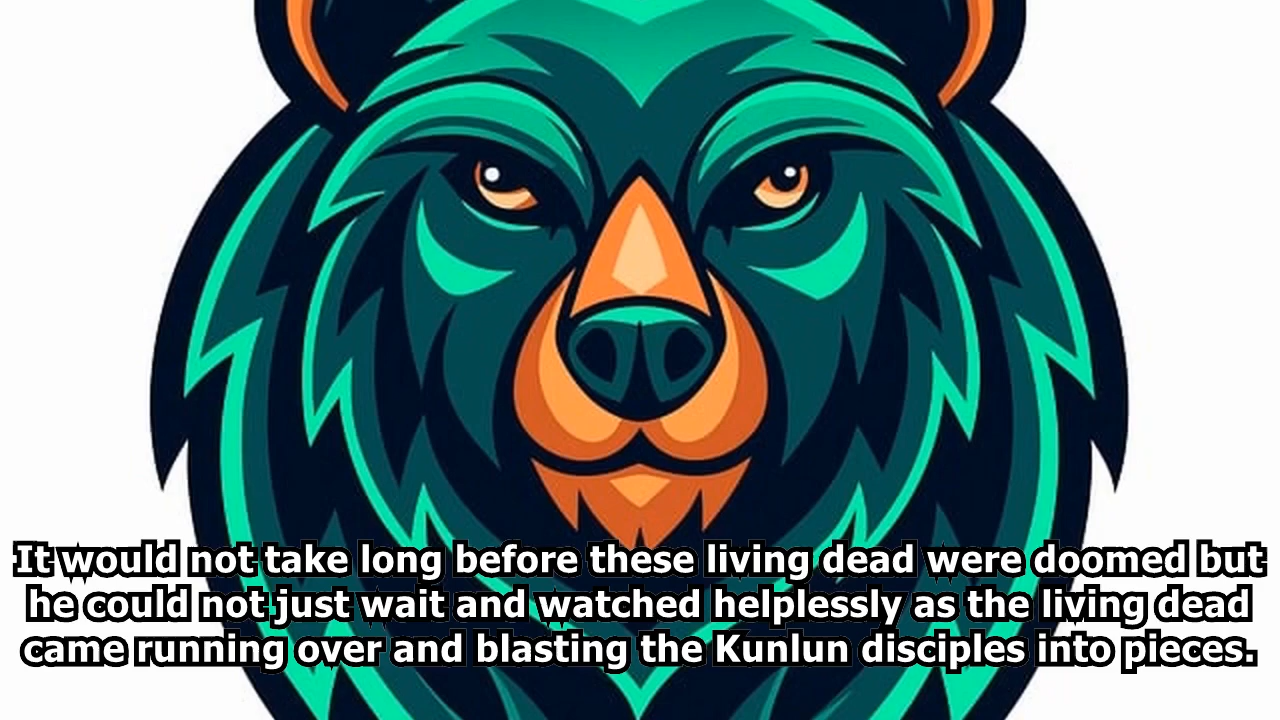 It would not take long before these living dead were doomed but
he could not just wait and watched helplessly as the living dead
came running over and blasting the Kunlun disciples into pieces.